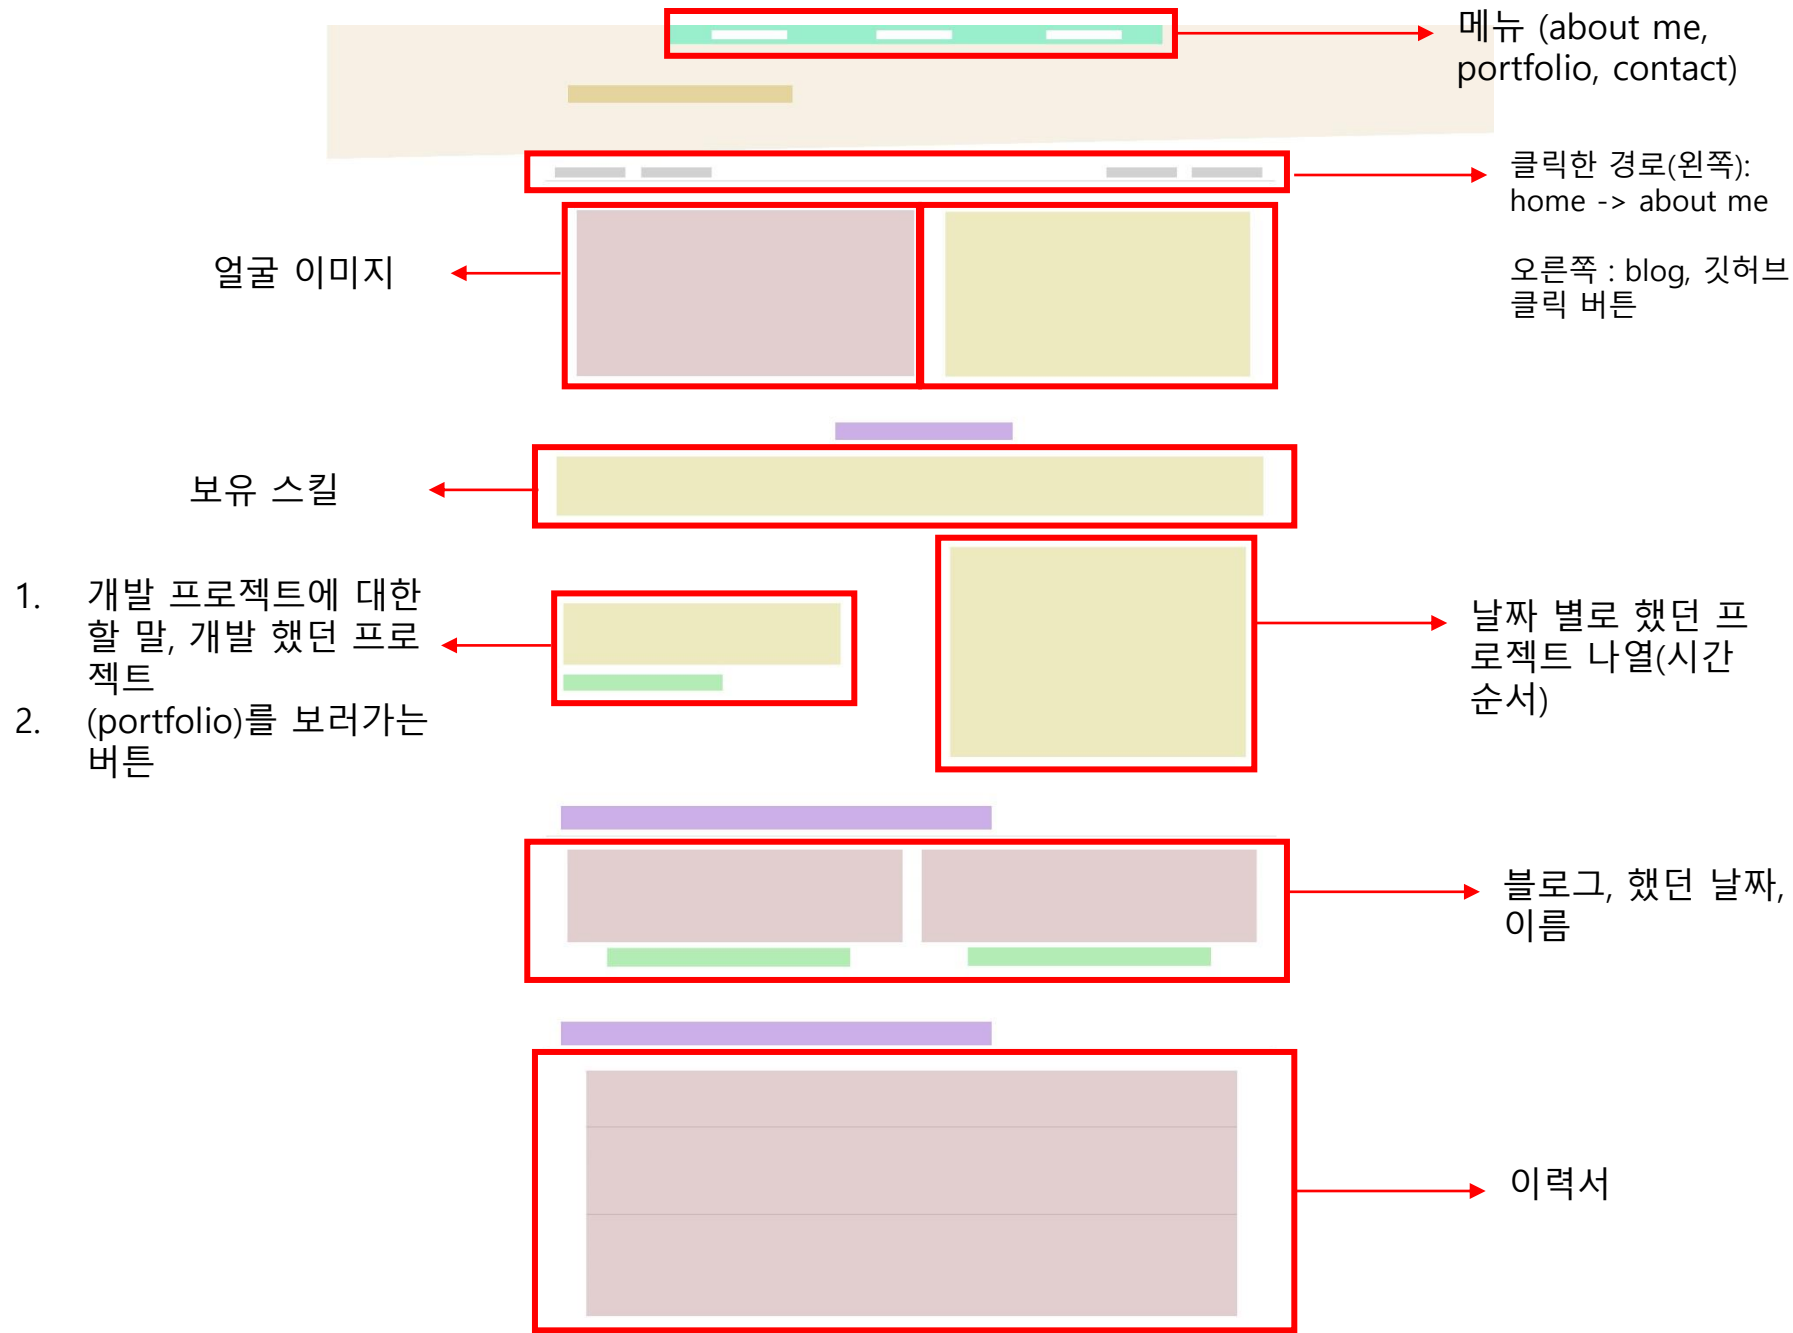 메뉴 (about me,
portfolio, contact)
클릭한 경로(왼쪽):
home -> about me
오른쪽 : blog, 깃허브
클릭 버튼
얼굴 이미지
보유 스킬
1. 개발 프로젝트에 대한
할 말, 개발 했던 프로
젝트
2. (portfolio)를 보러가는
버튼
날짜 별로 했던 프
로젝트 나열(시간
순서)
블로그, 했던 날짜,
이름
이력서